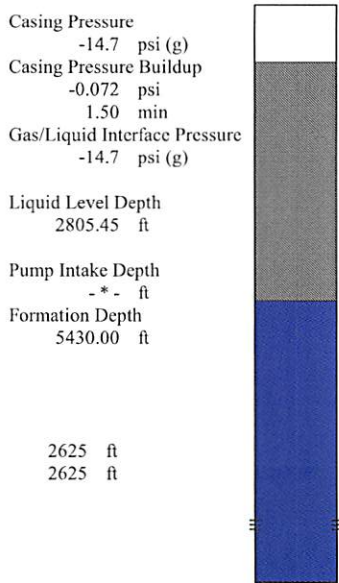 Casing Pressure
-14.7 psi (g)
Casing Pressure Buildup
-0.072 psi
1.50 min
Gas/Liquid Interface Pressure
-14.7 psi (g)
Liquid Level Depth
2805.45 ft
Pump Intake Depth
- * - ft
Formation Depth
5430.00 ft
2625 ft
2625 ft